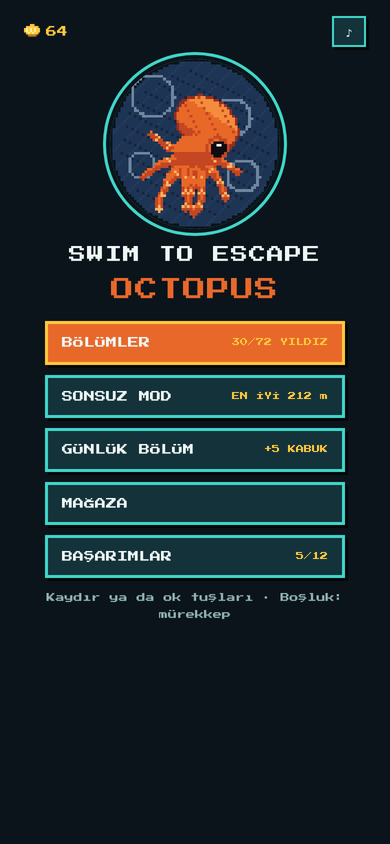 64
♪
SWIM TO ESCAPE
OCTOPUS
BÖLÜMLER 30/72 YILDIZ
SONSUZ MOD EN İYİ 212 m
GÜNLÜK BÖLÜM +5 KABUK
MAĞAZA
BAŞARIMLAR 5/12
Kaydır ya da ok tuşları · Boşluk:
mürekkep